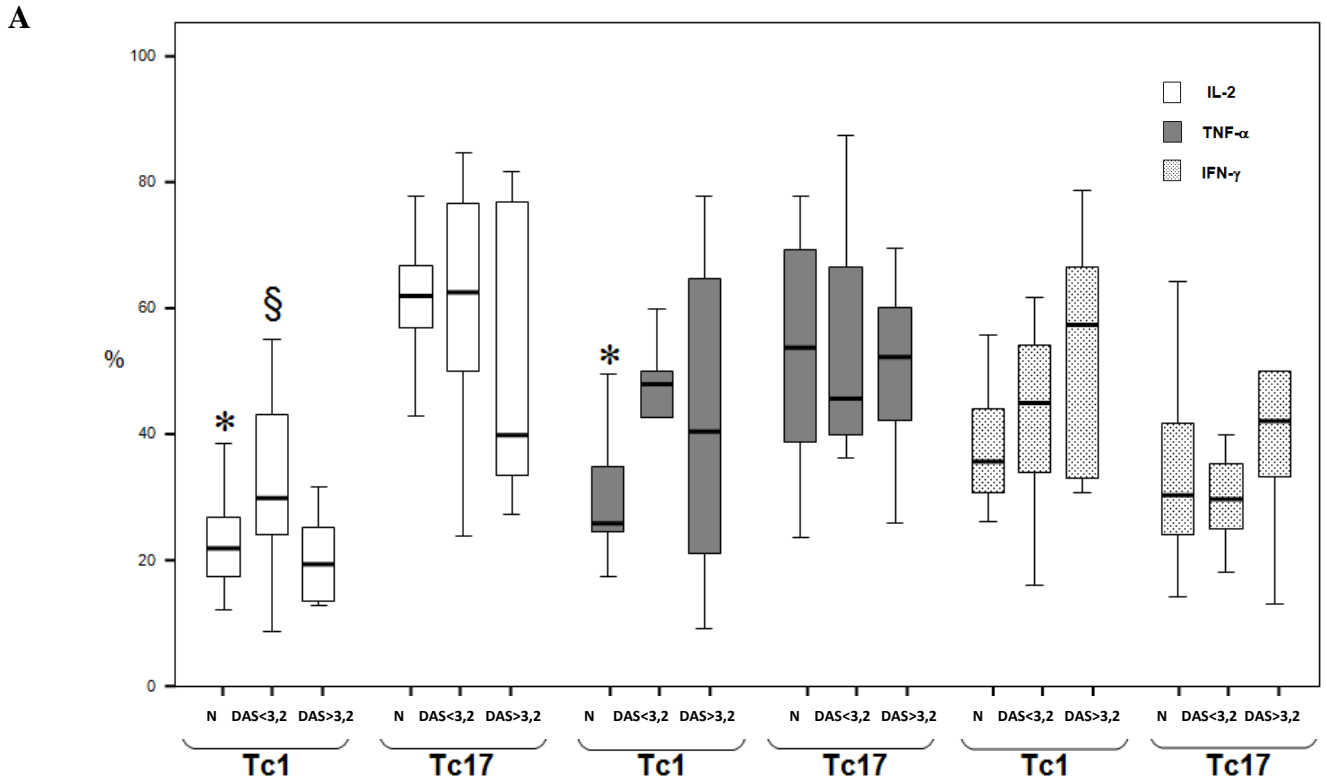 A
100
80
60
40
20
0
%
IL-2
TNF-α
IFN-γ
*
§
*
N DAS<3,2 DAS>3,2 N DAS<3,2 DAS>3,2 N DAS<3,2 DAS>3,2 N DAS<3,2 DAS>3,2 N DAS<3,2 DAS>3,2 N DAS<3,2 DAS>3,2
Tc1 Tc17 Tc1 Tc17 Tc1 Tc17